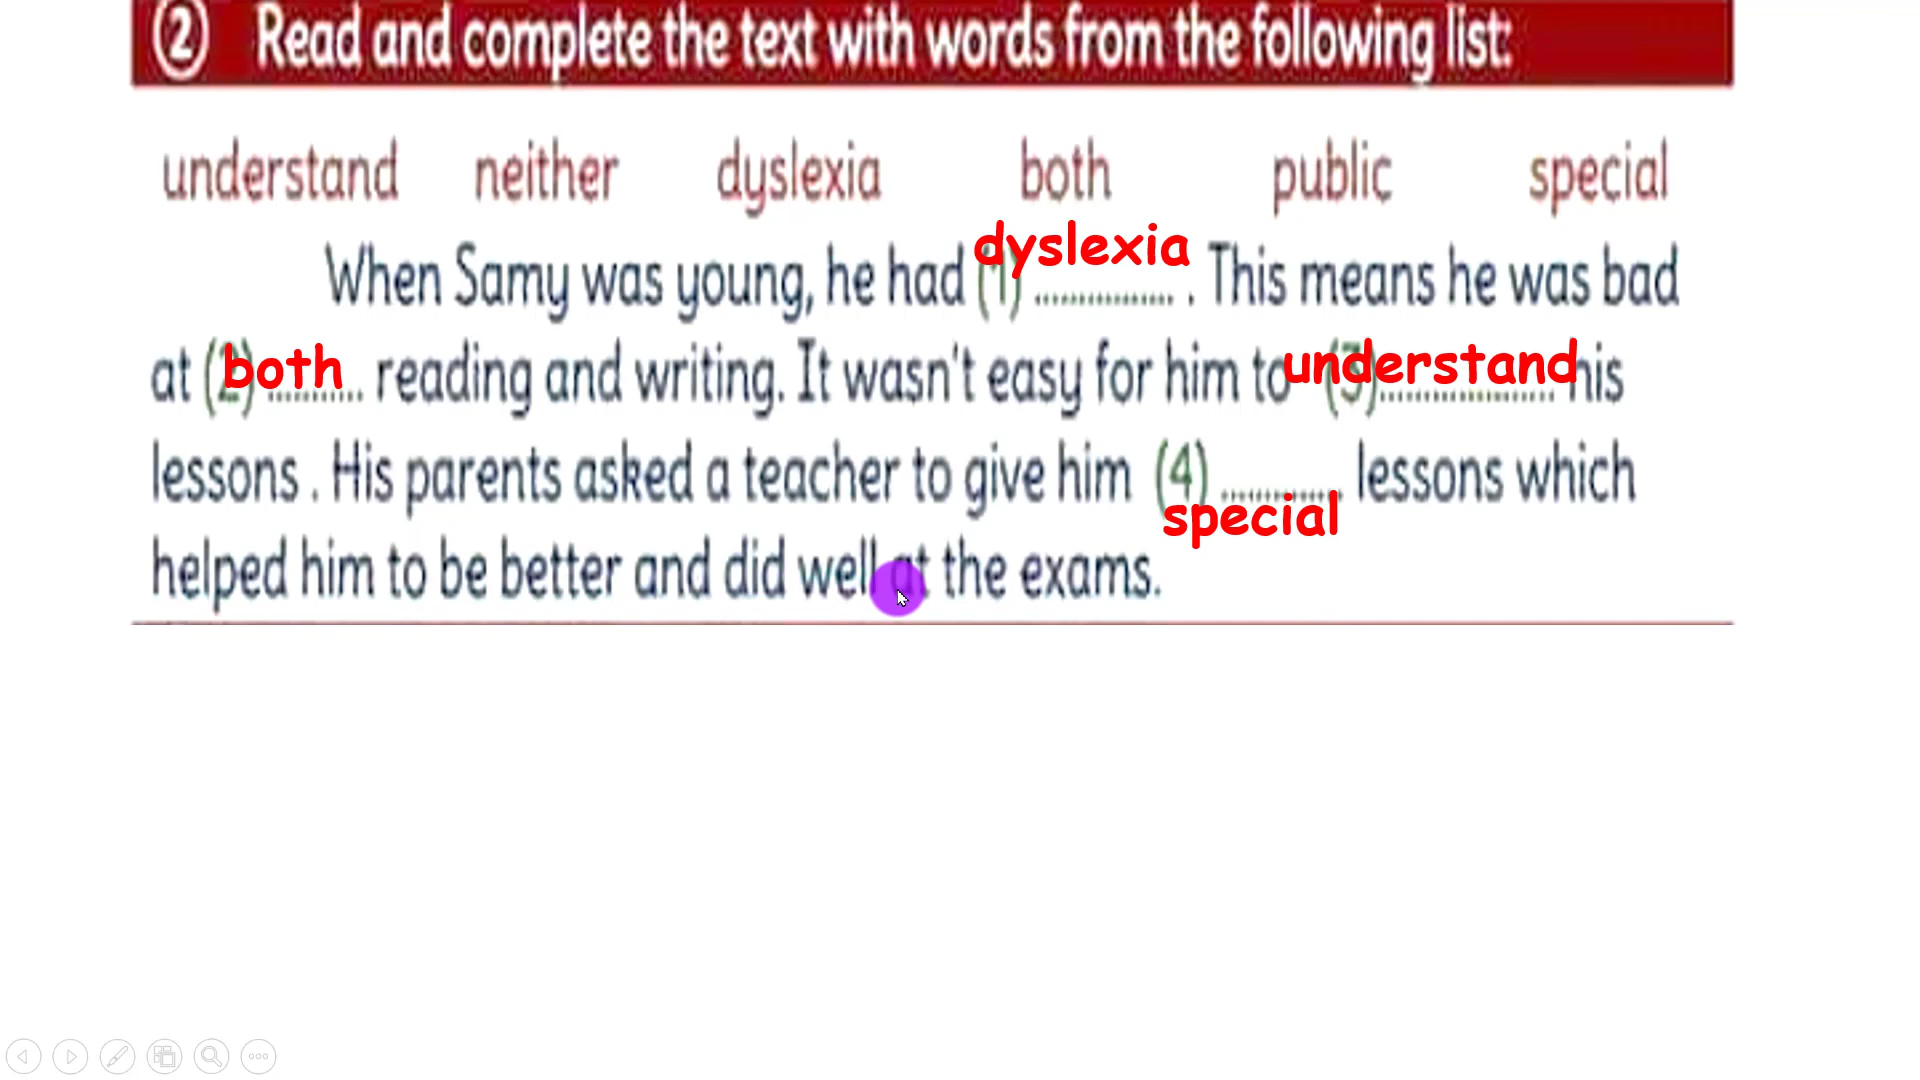 ② Read and complete the text with words from the following list:
understand neither dyslexia both public special
When Samy was young, he had (1) dyslexia ............... . This means he was bad
at (2) both .......... reading and writing. It wasn't easy for him to (3) understand ................... his
lessons . His parents asked a teacher to give him (4) ............. lessons which
special
helped him to be better and did well at the exams.